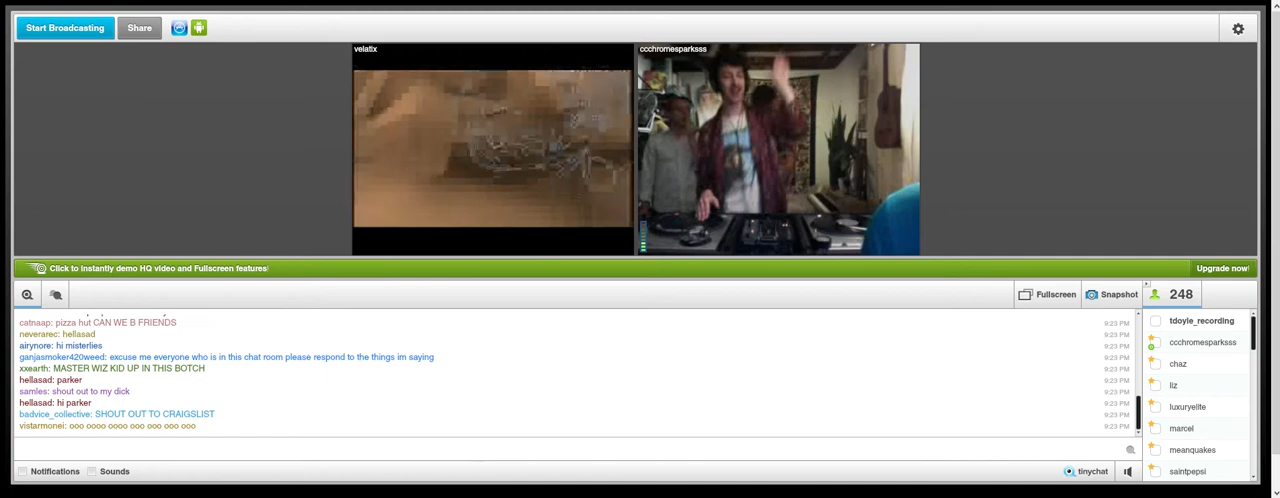 Start Broadcasting Share
velatix ccchromesparksss
Click to instantly demo HQ video and Fullscreen features! Upgrade now!
Fullscreen Snapshot 248
catnaap: pizza hut CAN WE B FRIENDS 9:23 PM
neverarec: hellasad 9:23 PM
airynore: hi misterlies 9:23 PM
ganjasmoker420weed: excuse me everyone who is in this chat room please respond to the things im saying 9:23 PM
xxearth: MASTER WIZ KID UP IN THIS BOTCH 9:23 PM
hellasad: parker 9:23 PM
samles: shout out to my dick 9:23 PM
hellasad: hi parker 9:23 PM
badvice_collective: SHOUT OUT TO CRAIGSLIST 9:23 PM
vistarmonei: ooo oooo oooo ooo ooo ooo ooo 9:23 PM
tdoyle_recording
ccchromesparksss
chaz
liz
luxuryelite
marcel
meanquakes
saintpepsi
Notifications Sounds tinychat